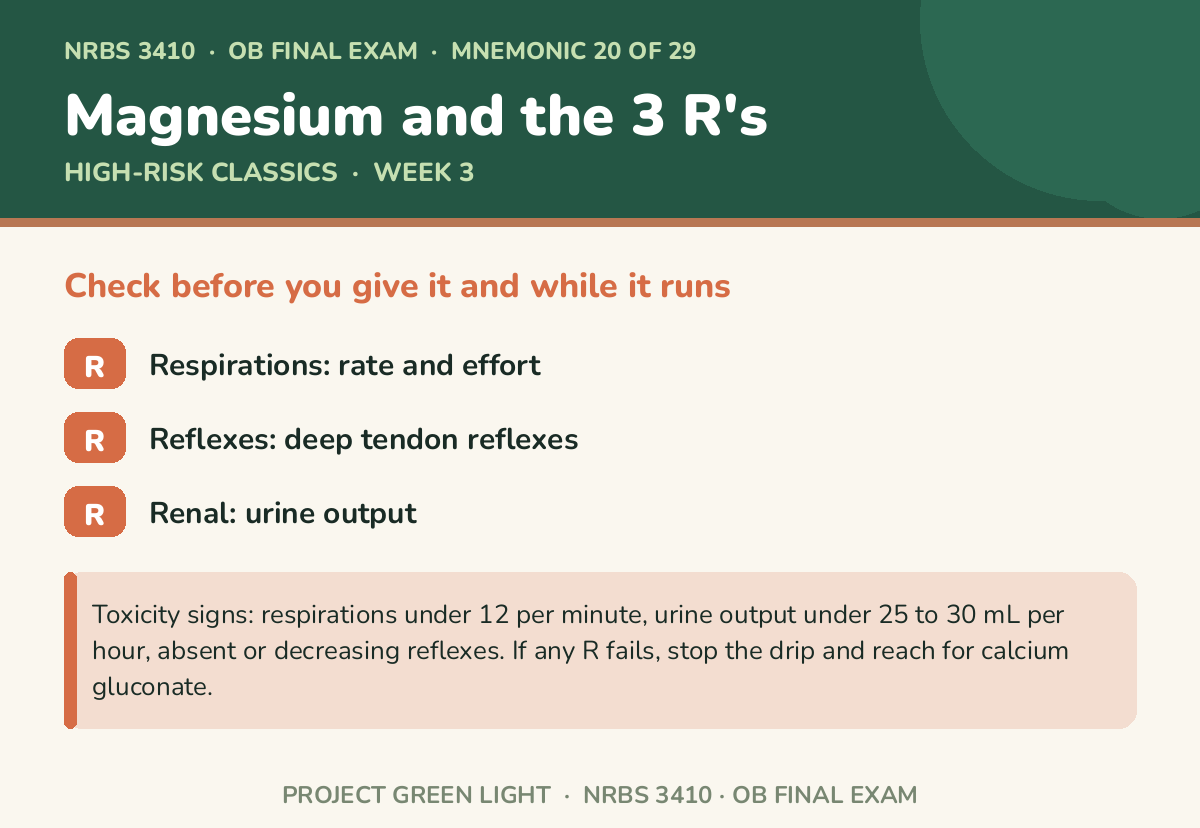 NRBS 3410 · OB FINAL EXAM · MNEMONIC 20 OF 29
Magnesium and the 3 R's
HIGH-RISK CLASSICS · WEEK 3
Check before you give it and while it runs
R Respirations: rate and effort
R Reflexes: deep tendon reflexes
R Renal: urine output
Toxicity signs: respirations under 12 per minute, urine output under 25 to 30 mL per
hour, absent or decreasing reflexes. If any R fails, stop the drip and reach for calcium
gluconate.
PROJECT GREEN LIGHT · NRBS 3410 · OB FINAL EXAM